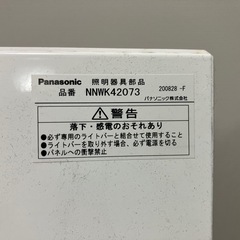 Panasonic 照明器具部品
品番 NNWK42073 200828 -F
パナソニック株式会社
⚠警告
落下・感電のおそれあり
●必ず専用のライトバーと組合せて使用すること
●ライトバーを取り外す場合、必ず電源を切る
●パネルへの刻印厳禁